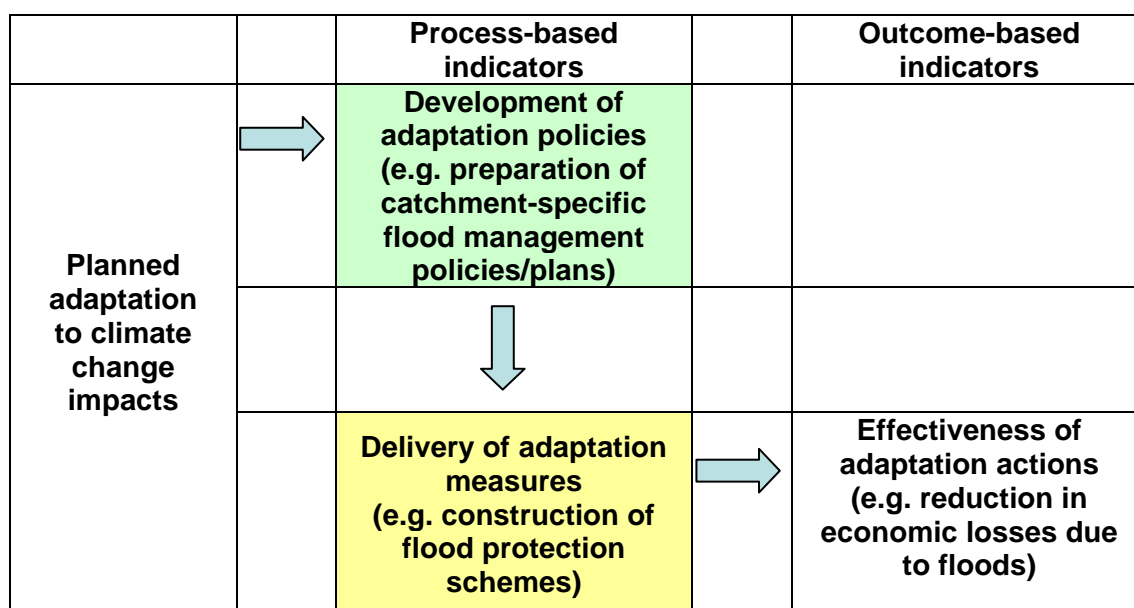 Process-based
indicators
Outcome-based
indicators
Planned
adaptation
to climate
change
impacts
Development of
adaptation policies
(e.g. preparation of
catchment-specific
flood management
policies/plans)
Delivery of adaptation
measures
(e.g. construction of
flood protection
schemes)
Effectiveness of
adaptation actions
(e.g. reduction in
economic losses due
to floods)